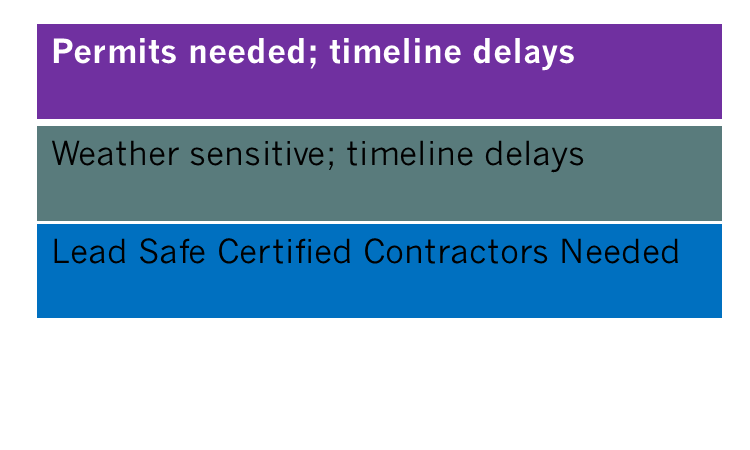 Permits needed; timeline delays
Weather sensitive; timeline delays
Lead Safe Certified Contractors Needed